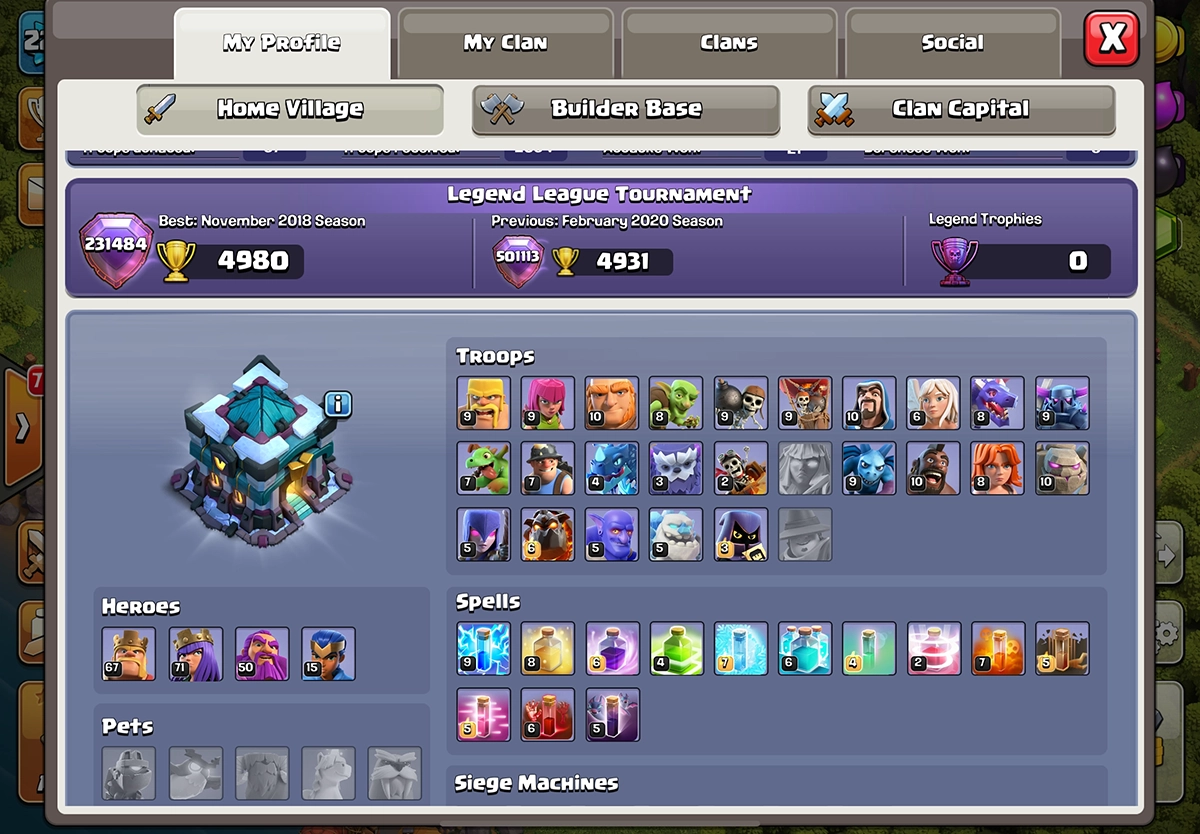 22
My Profile
My Clan
Clans
Social
X
Home Village
Builder Base
Clan Capital
Legend League Tournament
Best: November 2018 Season
Previous: February 2020 Season
Legend Trophies
231484
4980
501113
4931
0
7
i
Troops
9 9 10 8 9 9 10 6 8 9
7 7 4 3 2 9 10 8 10
5 6 5 5 3
Heroes
67 71 50 15
Spells
9 8 6 4 7 6 4 2 7 5
5 6 5
Pets
Siege Machines